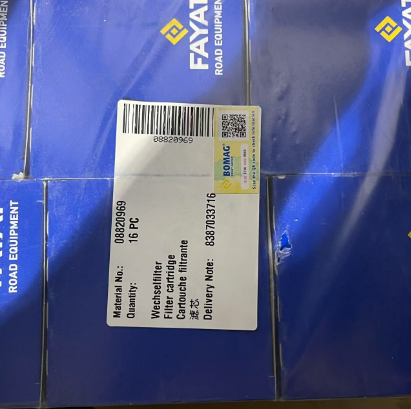 FAYAT
ROAD EQUIPMENT
08820969
BOMAG
Material No.: 08820969
Quantity: 16 PC
Wechselfilter
Filter cartridge
Cartouche filtrante
滤芯
Delivery Note: 8387033716
ROAD EQUIPMENT